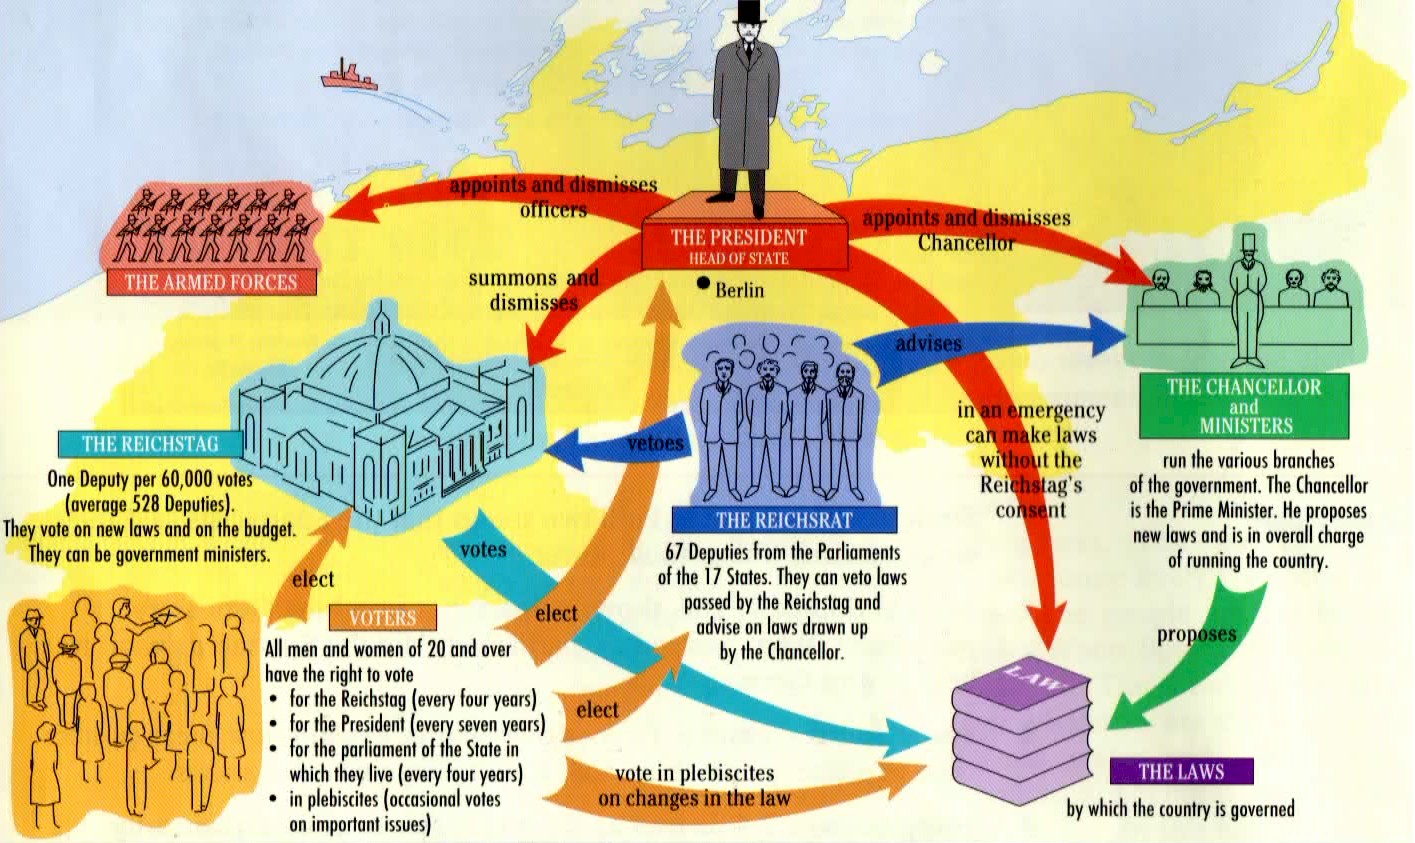 appoints and dismisses
officers
THE PRESIDENT
HEAD OF STATE
appoints and dismisses
Chancellor
THE ARMED FORCES
summons and
dismisses
Berlin
advises
THE CHANCELLOR
and
MINISTERS
run the various branches
of the government. The Chancellor
is the Prime Minister. He proposes
new laws and is in overall charge
of running the country.
in an emergency
can make laws
without the
Reichstag's
consent
THE REICHSTAG
One Deputy per 60,000 votes
(average 528 Deputies).
They vote on new laws and on the budget.
They can be government ministers.
vetoes
THE REICHSRAT
67 Deputies from the Parliaments
of the 17 States. They can veto laws
passed by the Reichstag and
advise on laws drawn up
by the Chancellor.
votes
elect
elect
VOTERS
All men and women of 20 and over
have the right to vote
• for the Reichstag (every four years)
• for the President (every seven years)
• for the parliament of the State in
which they live (every four years)
• in plebiscites (occasional votes
on important issues)
elect
vote in plebiscites
on changes in the law
proposes
LAW
THE LAWS
by which the country is governed